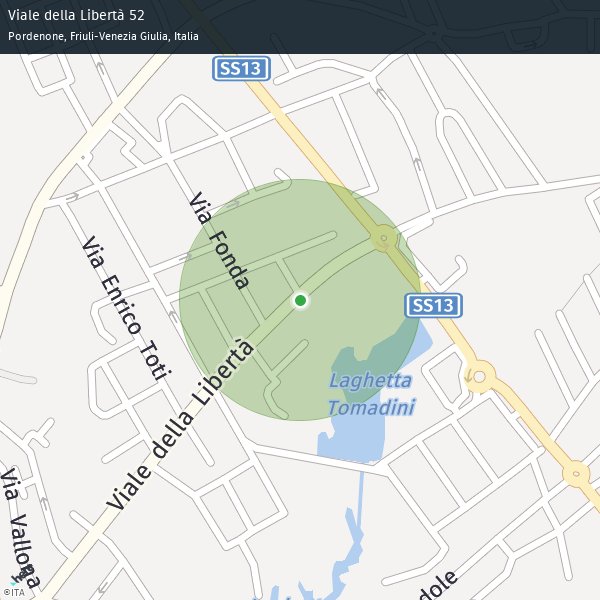 Viale della Libertà 52
Pordenone, Friuli-Venezia Giulia, Italia
SS13
Via Fonda
Via Enrico Toti
SS13
Viale della Libertà
Laghetta
Tomadini
Via Vallona
dole
©ITA